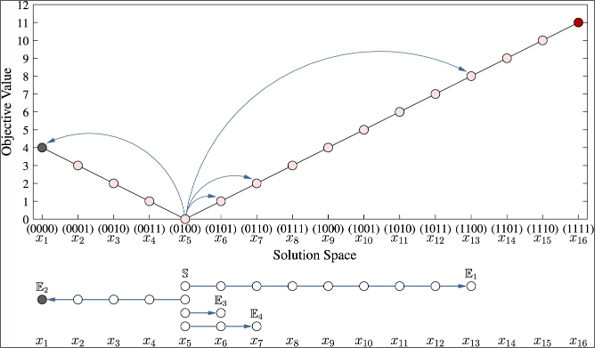 12
11
10
9
8
7
6
5
4
3
2
1
0
Objective Value
(0000) (0001) (0010) (0011) (0100) (0101) (0110) (0111) (1000) (1001) (1010) (1011) (1100) (1101) (1110) (1111)
x1 x2 x3 x4 x5 x6 x7 x8 x9 x10 x11 x12 x13 x14 x15 x16
Solution Space
𝕊 𝔼1
𝔼2 𝔼3
𝔼4
x1 x2 x3 x4 x5 x6 x7 x8 x9 x10 x11 x12 x13 x14 x15 x16